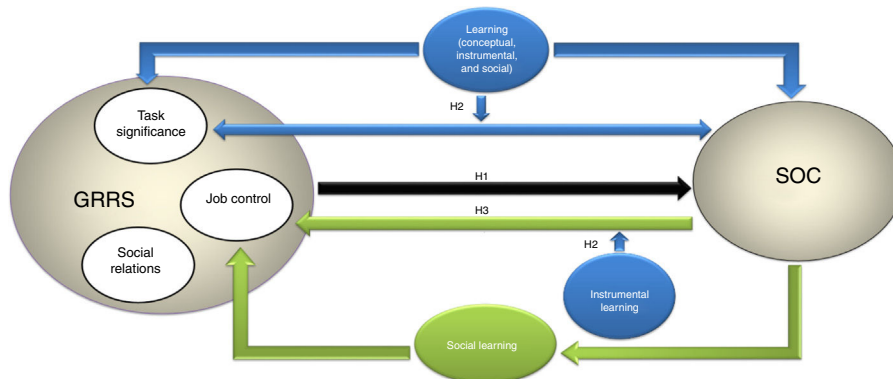 Learning
(conceptual,
instrumental,
and social)
H2
Task
significance
GRRS
Job control
Social
relations
H1
H3
SOC
H2
Instrumental
learning
Social learning